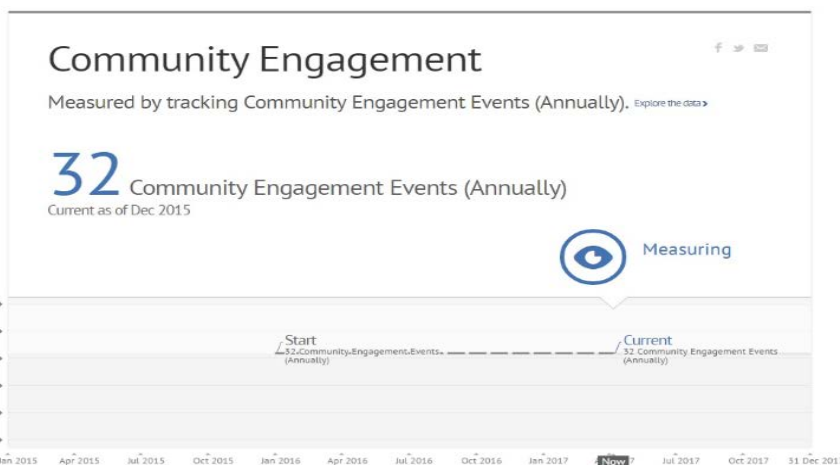 Community Engagement
Measured by tracking Community Engagement Events (Annually). Explore the data
32 Community Engagement Events (Annually)
Current as of Dec 2015
Measuring
Start
32 Community Engagement Events
(Annually)
Current
32 Community Engagement Events
(Annually)
Jan 2015 Apr 2015 Jul 2015 Oct 2015 Jan 2016 Apr 2016 Jul 2016 Oct 2016 Jan 2017 Now Jul 2017 Oct 2017 31 Dec 201